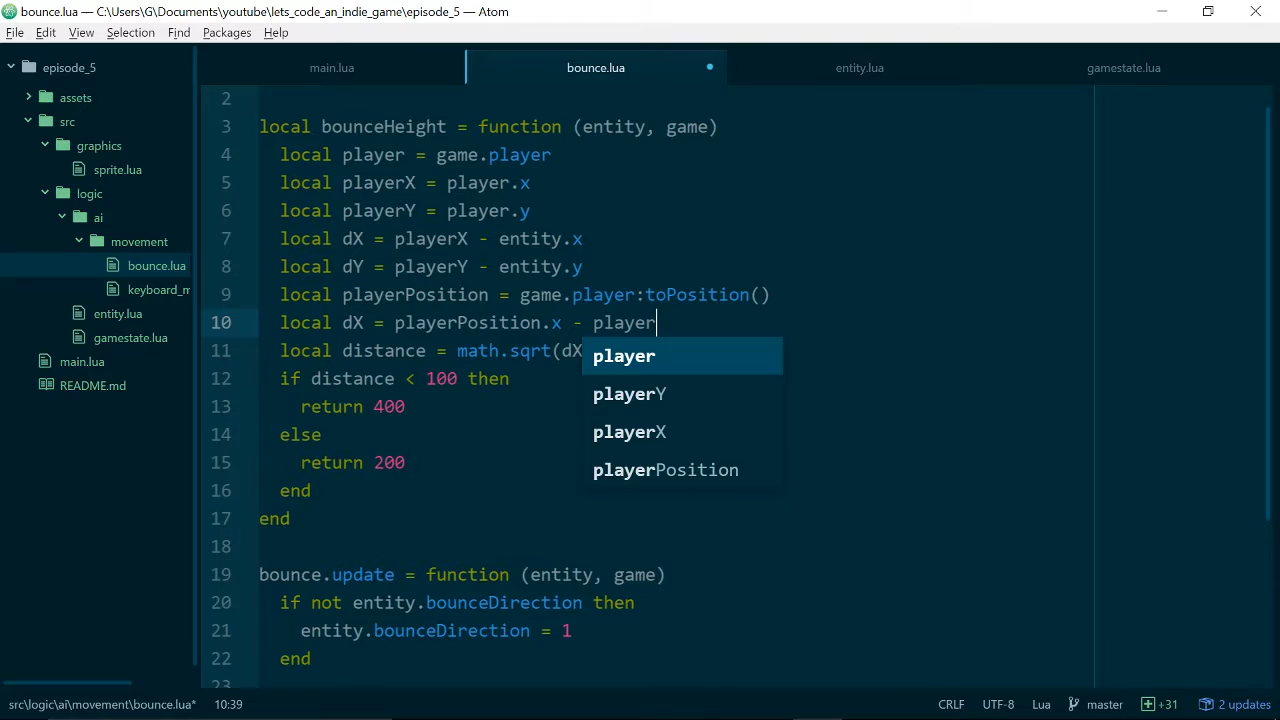 bounce.lua — C:\Users\G\Documents\youtube\lets_code_an_indie_game\episode_5 — Atom
File Edit View Selection Find Packages Help
episode_5
assets
src
graphics
sprite.lua
logic
ai
movement
bounce.lua
keyboard_m
entity.lua
gamestate.lua
main.lua
README.md
main.lua bounce.lua entity.lua gamestate.lua
2
3 local bounceHeight = function (entity, game)
4 local player = game.player
5 local playerX = player.x
6 local playerY = player.y
7 local dX = playerX - entity.x
8 local dY = playerY - entity.y
9 local playerPosition = game.player:toPosition()
10 local dX = playerPosition.x - player
11 local distance = math.sqrt(dX
12 if distance < 100 then
13 return 400
14 else
15 return 200
16 end
17 end
18
19 bounce.update = function (entity, game)
20 if not entity.bounceDirection then
21 entity.bounceDirection = 1
22 end
23
player
playerY
playerX
playerPosition
src\logic\ai\movement\bounce.lua* 10:39 CRLF UTF-8 Lua master +31 2 updates